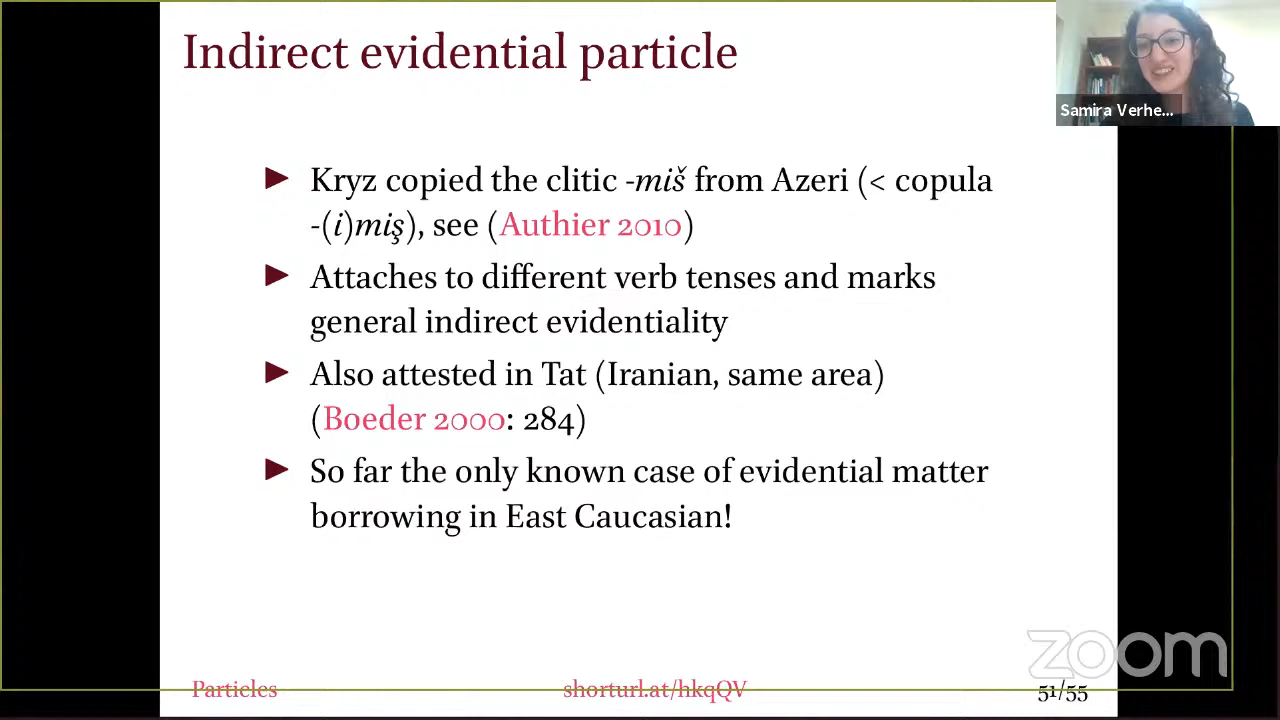 Indirect evidential particle
Samira Verhe...
▶ Kryz copied the clitic -miš from Azeri (< copula
-(i)miş), see (Authier 2010)
▶ Attaches to different verb tenses and marks
general indirect evidentiality
▶ Also attested in Tat (Iranian, same area)
(Boeder 2000: 284)
▶ So far the only known case of evidential matter
borrowing in East Caucasian!
zoom
Particles shorturl.at/hkqQV 51/55